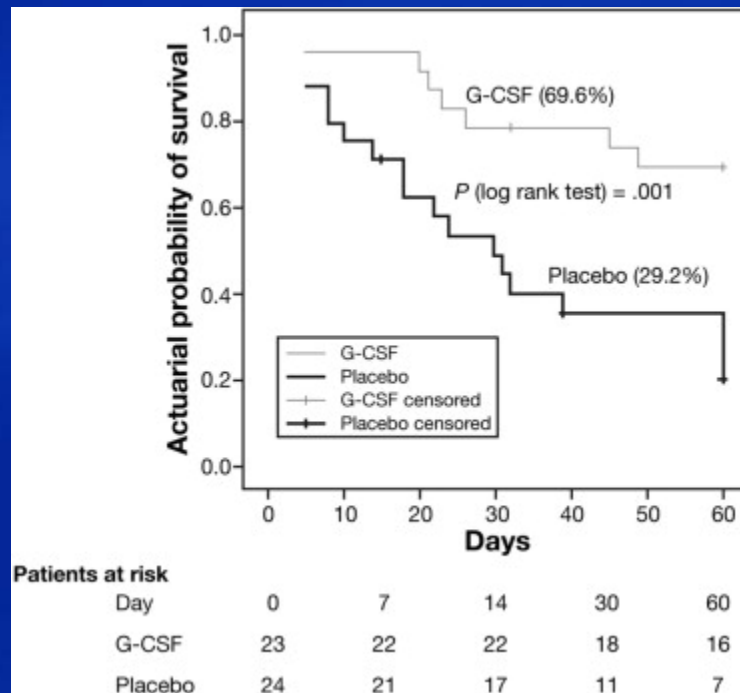 Actuarial probability of survival
1.0
0.8
0.6
0.4
0.2
0.0
G-CSF (69.6%)
P (log rank test) = .001
Placebo (29.2%)
G-CSF
Placebo
G-CSF censored
Placebo censored
0 10 20 30 40 50 60
Days
Patients at risk
Day 0 7 14 30 60
G-CSF 23 22 22 18 16
Placebo 24 21 17 11 7